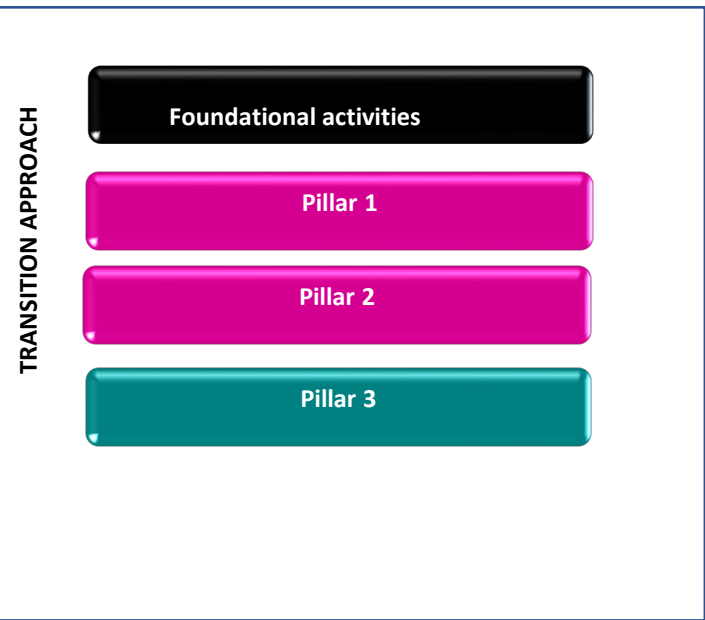 TRANSITION APPROACH
Foundational activities
Pillar 1
Pillar 2
Pillar 3